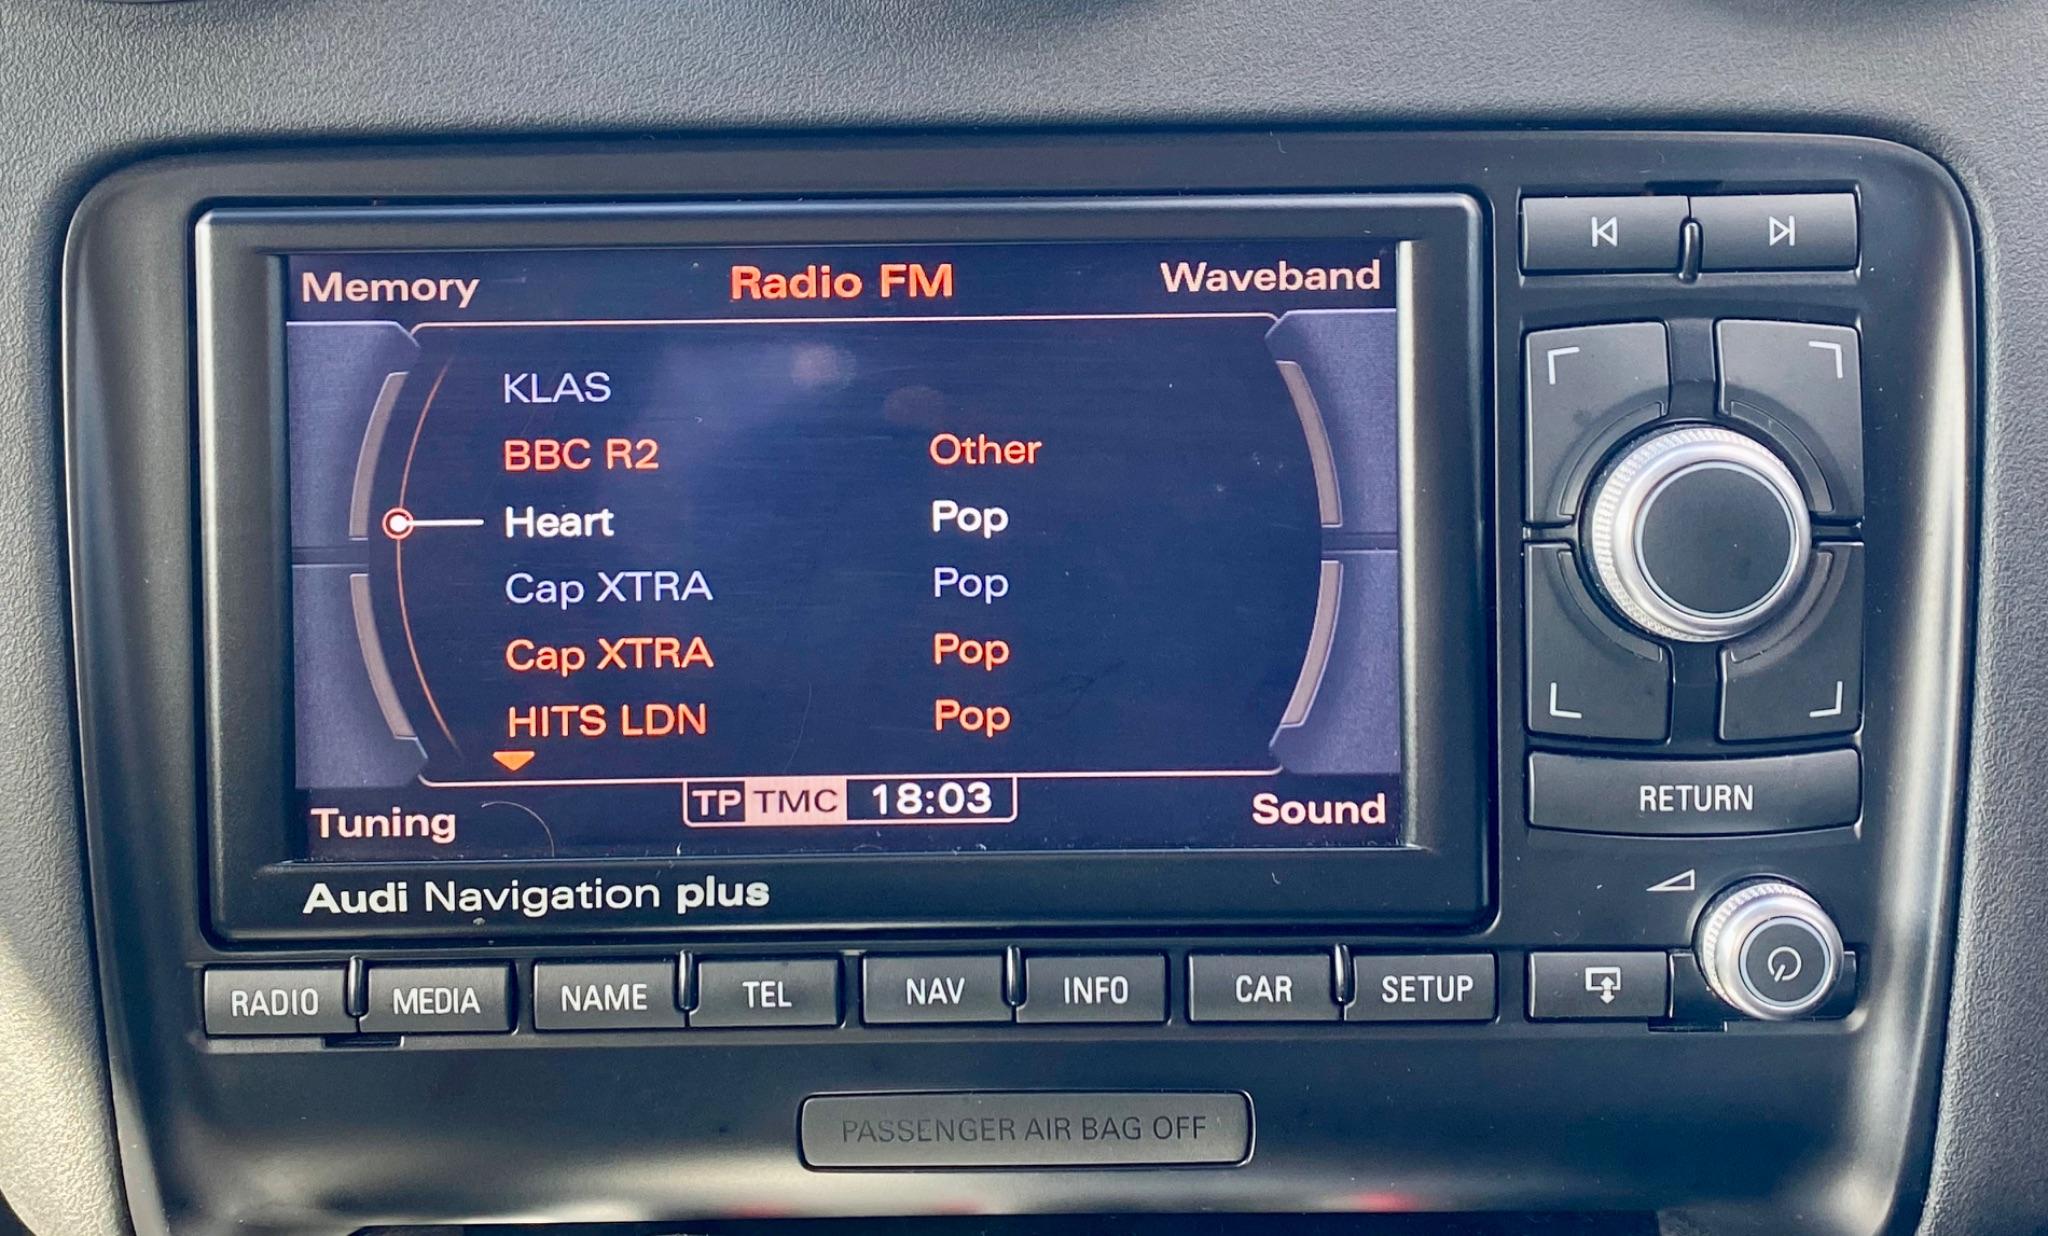 Memory Radio FM Waveband
KLAS
BBC R2 Other
Heart Pop
Cap XTRA Pop
Cap XTRA Pop
HITS LDN Pop
Tuning TP TMC 18:03 Sound
Audi Navigation plus
RETURN
RADIO MEDIA NAME TEL NAV INFO CAR SETUP
PASSENGER AIR BAG OFF